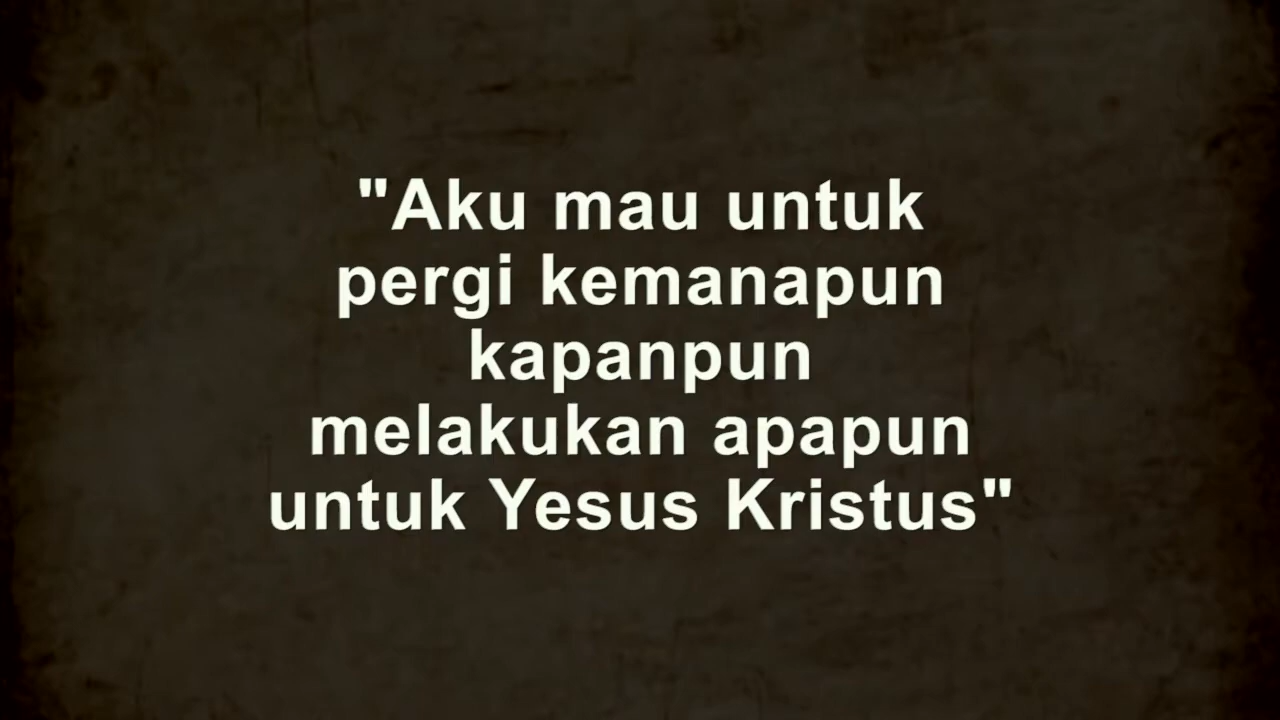 "Aku mau untuk
pergi kemanapun
kapanpun
melakukan apapun
untuk Yesus Kristus"